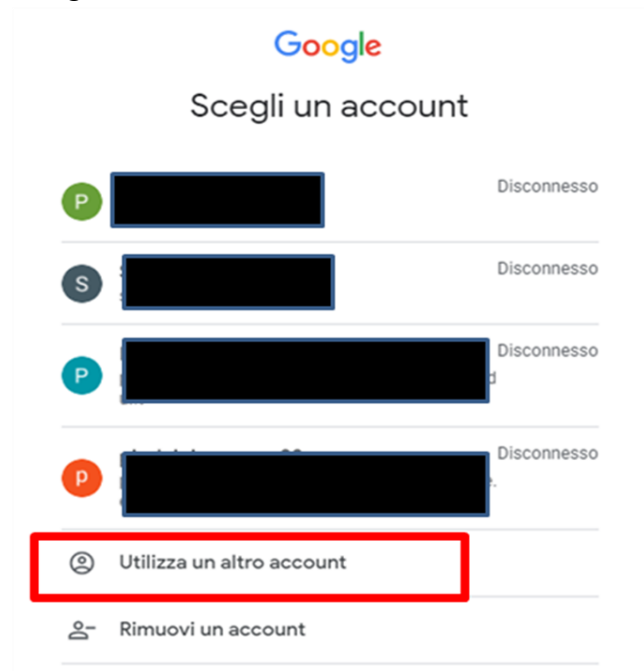 Google
Scegli un account
P
Disconnesso
S
Disconnesso
P
Disconnesso
p
Disconnesso
Utilizza un altro account
Rimuovi un account